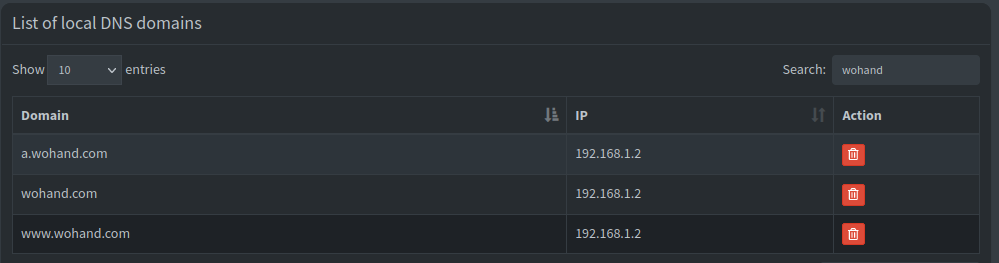 List of local DNS domains
Show 10 entries Search: wohand
Domain IP Action
a.wohand.com 192.168.1.2
wohand.com 192.168.1.2
www.wohand.com 192.168.1.2